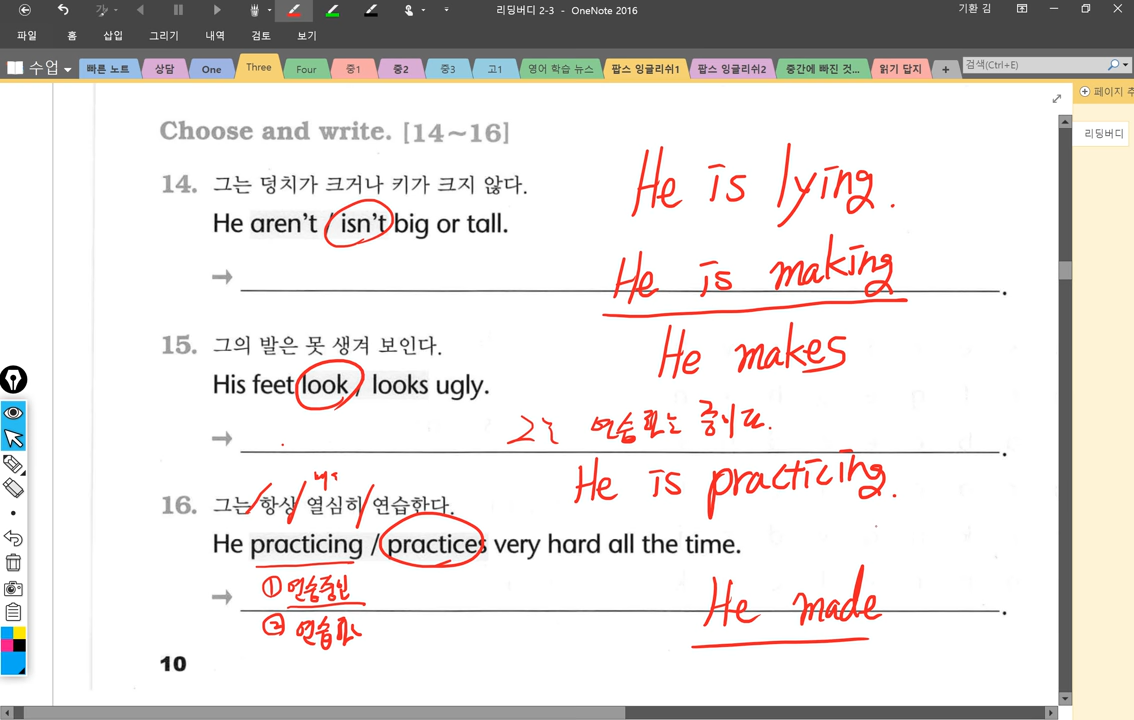 리딩버디 2-3 - OneNote 2016
기환 김
파일 홈 삽입 그리기 내역 검토 보기
수업 빠른 노트 상담 One Three Four 중1 중2 중3 고1 영어 학습 뉴스 팝스 잉글리쉬1 팝스 잉글리쉬2 중간에 빠진 것... 읽기 답지 +
검색(Ctrl+E)
페이지 추
리딩버디
Choose and write. [14~16]
14. 그는 덩치가 크거나 키가 크지 않다.
He aren't / isn't big or tall.
→ .
He is lying.
He is making
15. 그의 발은 못 생겨 보인다.
His feet look / looks ugly.
→ .
He makes
그는 연습하는 중이다.
He is practicing.
16. 그는/ 항상/ 열심히/ 연습한다.
He practicing / practices very hard all the time.
→ .
① 연습중인
② 연습하는
He made
10